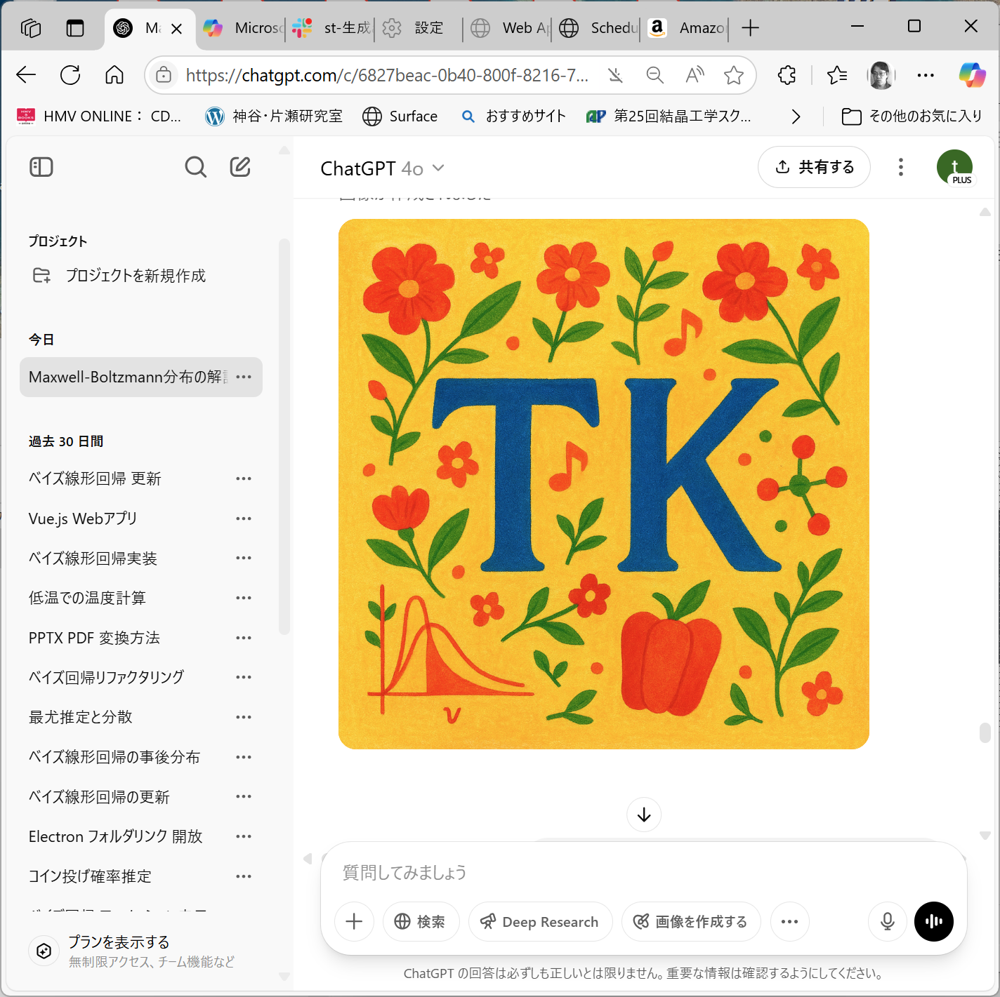 Microso
st-生成
設定
Web Ap
Schedu
Amazo
https://chatgpt.com/c/6827beac-0b40-800f-8216-7...
HMV ONLINE： CD...
神谷・片瀬研究室
Surface
おすすめサイト
第25回結晶工学スク...
その他のお気に入り
ChatGPT 4o
共有する
t
PLUS
プロジェクト
プロジェクトを新規作成
今日
Maxwell-Boltzmann分布の解
過去 30 日間
ベイズ線形回帰 更新
Vue.js Webアプリ
ベイズ線形回帰実装
低温での温度計算
PPTX PDF 変換方法
ベイズ回帰リファクタリング
最尤推定と分散
ベイズ線形回帰の事後分布
ベイズ線形回帰の更新
Electron フォルダリンク 開放
コイン投げ確率推定
プランを表示する
無制限アクセス、チーム機能など
TK
v
質問してみましょう
検索
Deep Research
画像を作成する
ChatGPT の回答は必ずしも正しいとは限りません。重要な情報は確認するようにしてください。